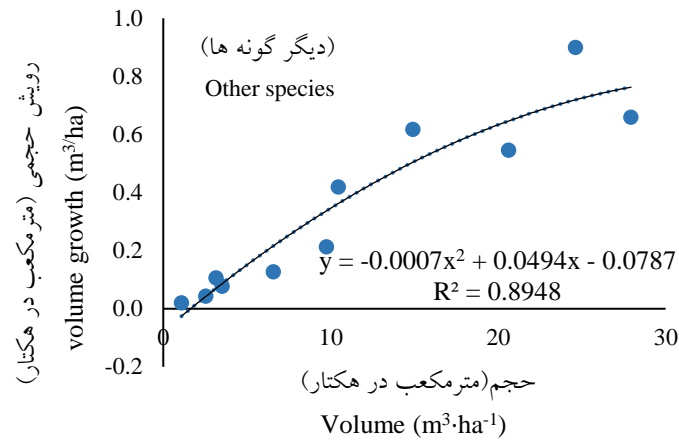 1.0
0.8
0.6
0.4
0.2
0.0
-0.2
0
10
20
30
(دیگر گونه ها)
Other species
y = -0.0007x² + 0.0494x - 0.0787
R² = 0.8948
رویش حجمی (مترمکعب در هکتار)
volume growth (m³/ha)
حجم(مترمکعب در هکتار)
Volume (m³·ha⁻¹)